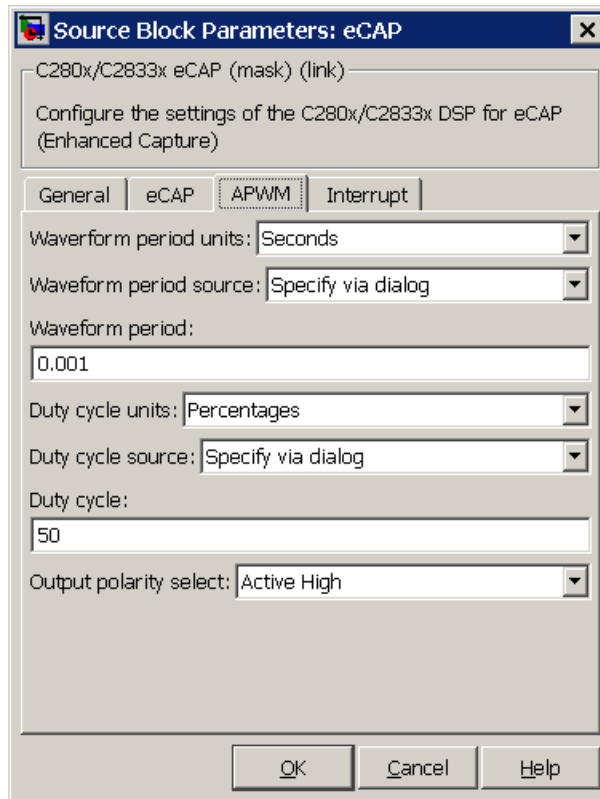 Source Block Parameters: eCAP
C280x/C2833x eCAP (mask) (link)
Configure the settings of the C280x/C2833x DSP for eCAP
(Enhanced Capture)
General eCAP APWM Interrupt
Waverform period units: Seconds
Waveform period source: Specify via dialog
Waveform period:
0.001
Duty cycle units: Percentages
Duty cycle source: Specify via dialog
Duty cycle:
50
Output polarity select: Active High
OK Cancel Help